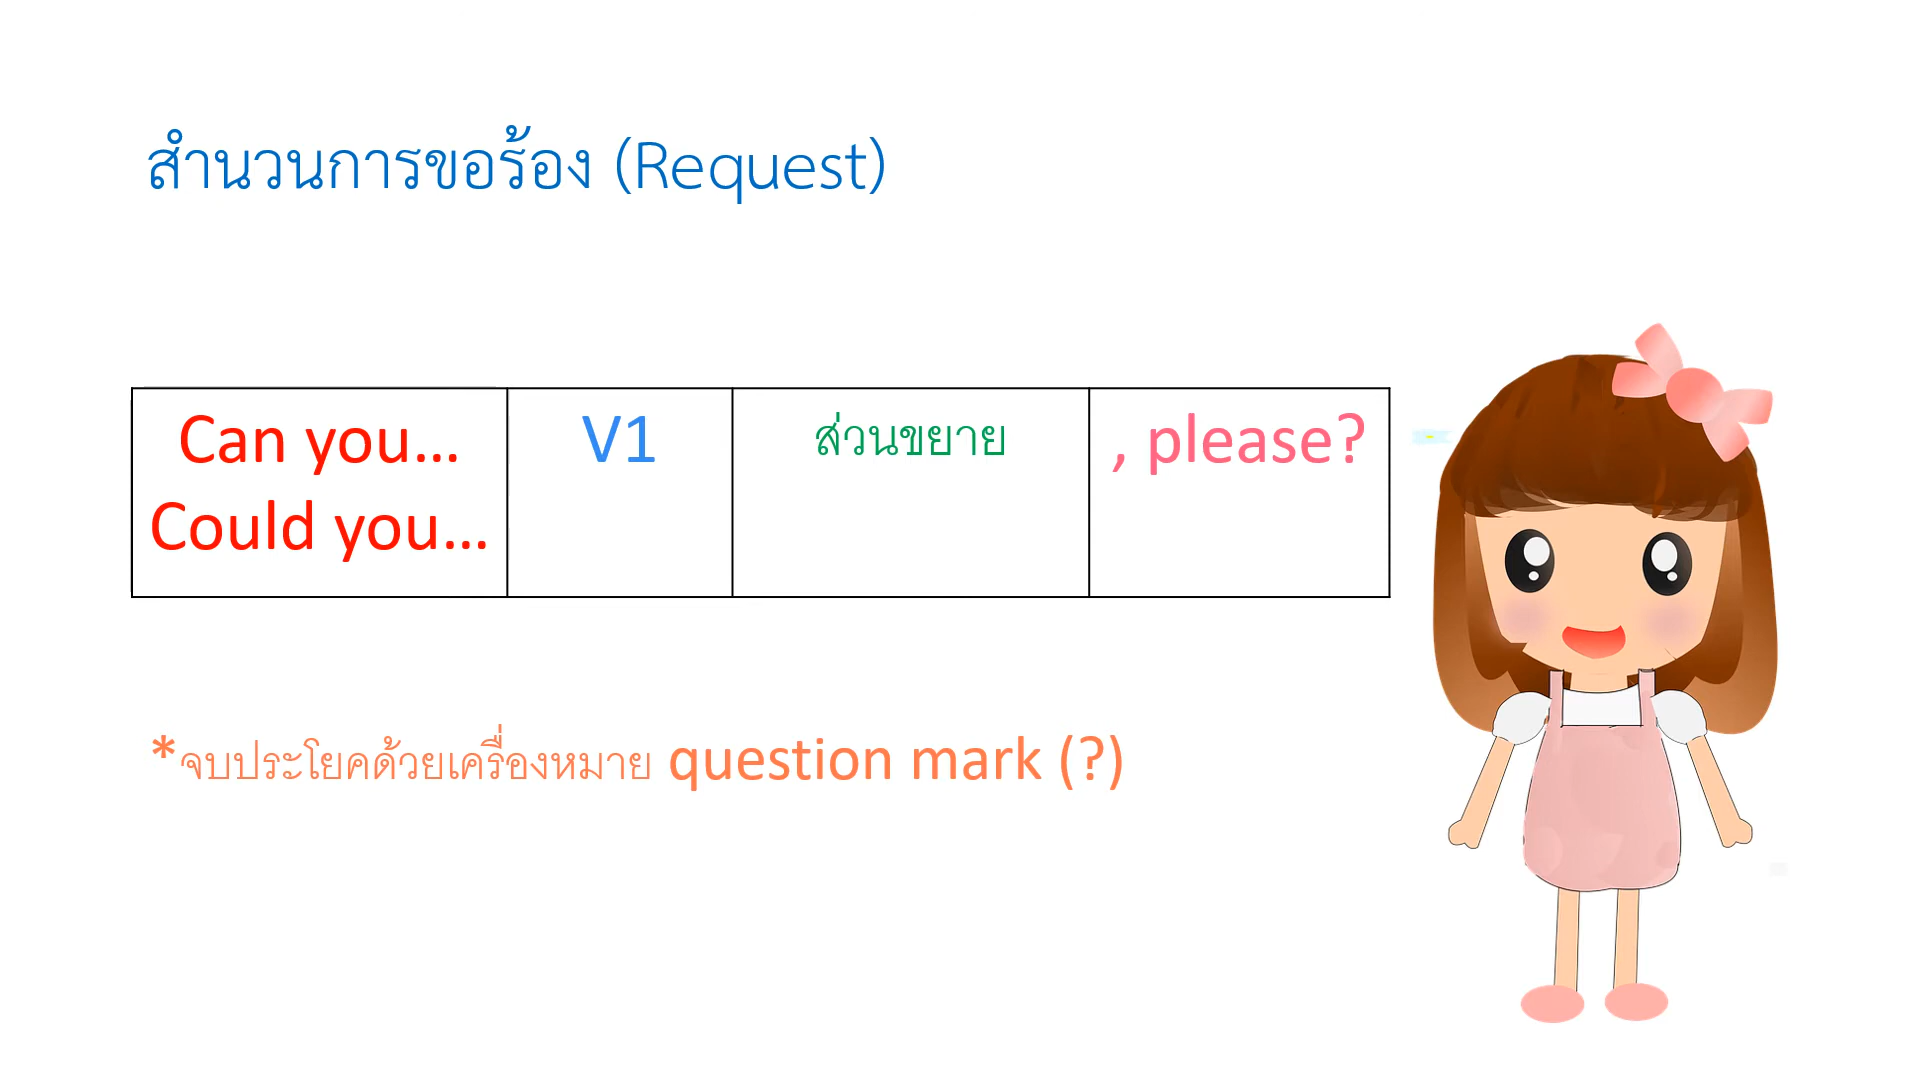 สำนวนการขอร้อง (Request)
Can you... V1 ส่วนขยาย , please?
Could you...
*จบประโยคด้วยเครื่องหมาย question mark (?)